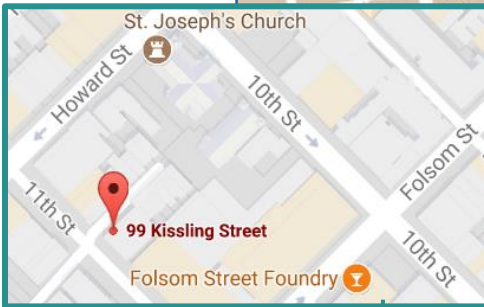 St. Joseph's Church
Howard St
10th St
Folsom St
11th St
99 Kissling Street
10th St
Folsom Street Foundry